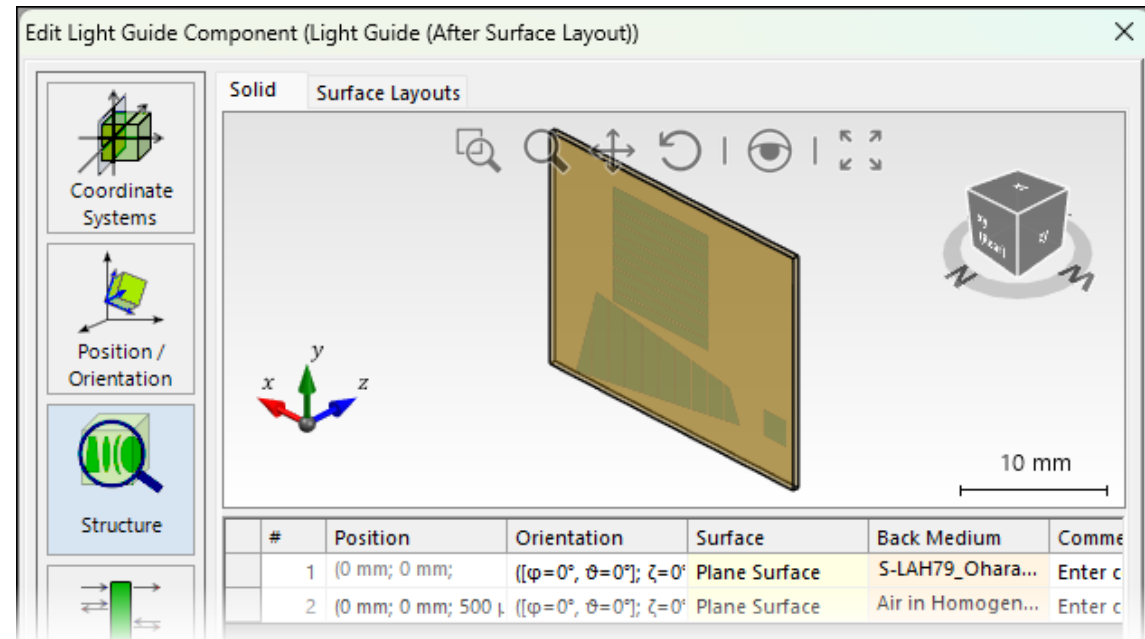 Edit Light Guide Component (Light Guide (After Surface Layout))
Solid Surface Layouts
Coordinate
Systems
Position /
Orientation
Structure
y
x z
xy
(Rear)
N M
10 mm
# Position Orientation Surface Back Medium Comme
1 (0 mm; 0 mm; ([φ=0°, ϑ=0°]; ζ=0° Plane Surface S-LAH79_Ohara... Enter c
2 (0 mm; 0 mm; 500 μ ([φ=0°, ϑ=0°]; ζ=0° Plane Surface Air in Homogen... Enter c